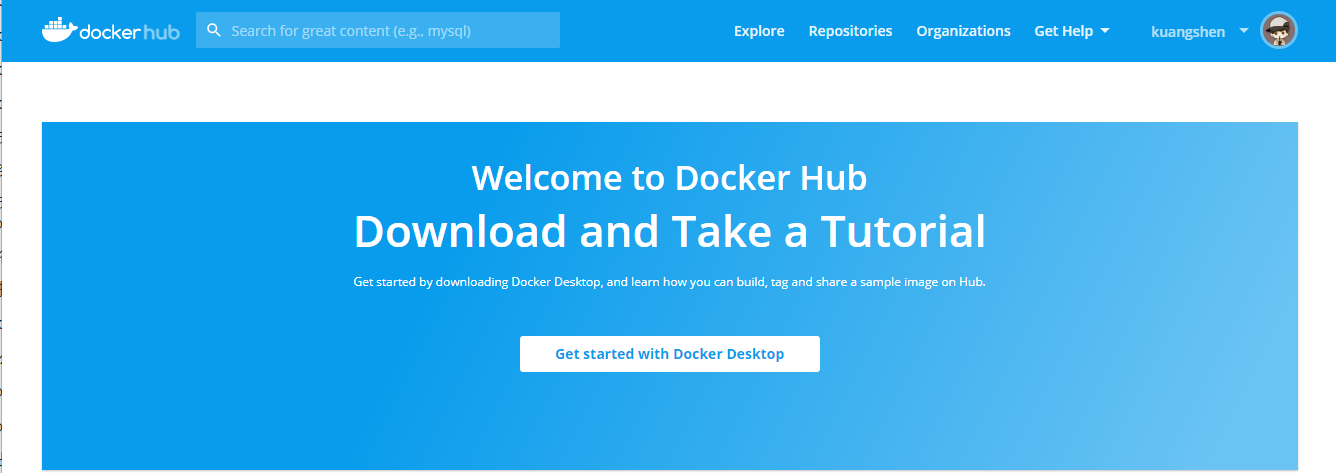 dockerhub
Search for great content (e.g., mysql)
Explore
Repositories
Organizations
Get Help
kuangshen
Welcome to Docker Hub
Download and Take a Tutorial
Get started by downloading Docker Desktop, and learn how you can build, tag and share a sample image on Hub.
Get started with Docker Desktop